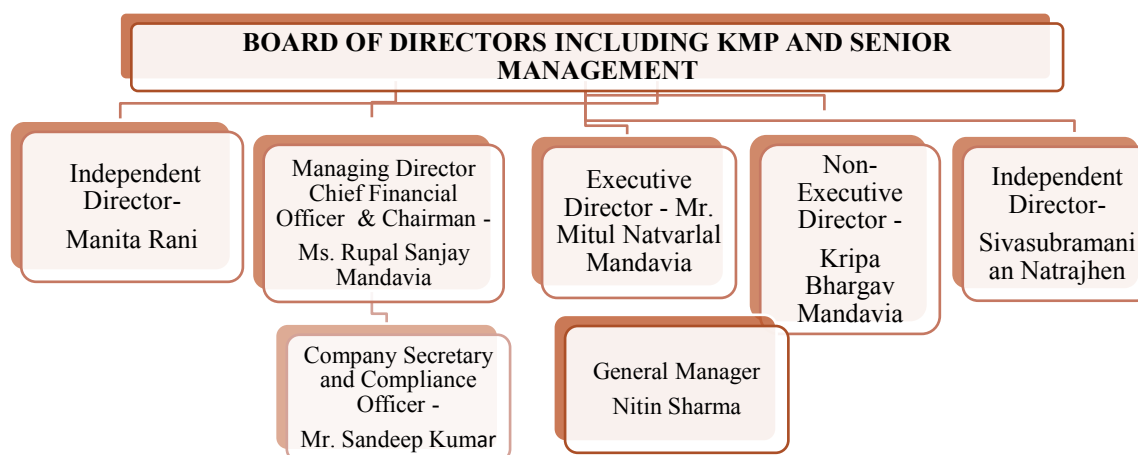 BOARD OF DIRECTORS INCLUDING KMP AND SENIOR
MANAGEMENT
Independent
Director-
Manita Rani
Managing Director
Chief Financial
Officer & Chairman -
Ms. Rupal Sanjay
Mandavia
Executive
Director - Mr.
Mitul Natvarlal
Mandavia
Non-
Executive
Director -
Kripa
Bhargav
Mandavia
Independent
Director-
Sivasubramani
an Natrajhen
Company Secretary
and Compliance
Officer -
Mr. Sandeep Kumar
General Manager
Nitin Sharma